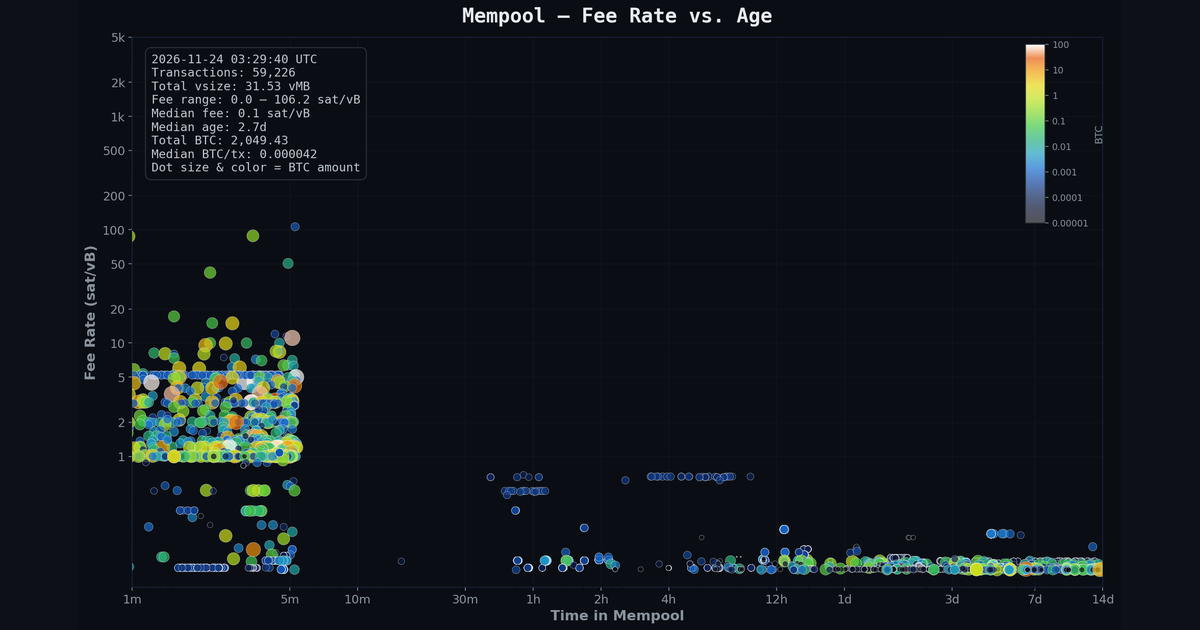 Mempool — Fee Rate vs. Age
2026-11-24 03:29:40 UTC
Transactions: 59,226
Total vsize: 31.53 vMB
Fee range: 0.0 — 106.2 sat/vB
Median fee: 0.1 sat/vB
Median age: 2.7d
Total BTC: 2,049.43
Median BTC/tx: 0.000042
Dot size & color = BTC amount
5k
2k
1k
500
200
100
50
20
10
5
2
1
Fee Rate (sat/vB)
100
10
1
0.1
0.01
0.001
0.0001
0.00001
BTC
1m
5m
10m
30m
1h
2h
4h
12h
1d
3d
7d
14d
Time in Mempool